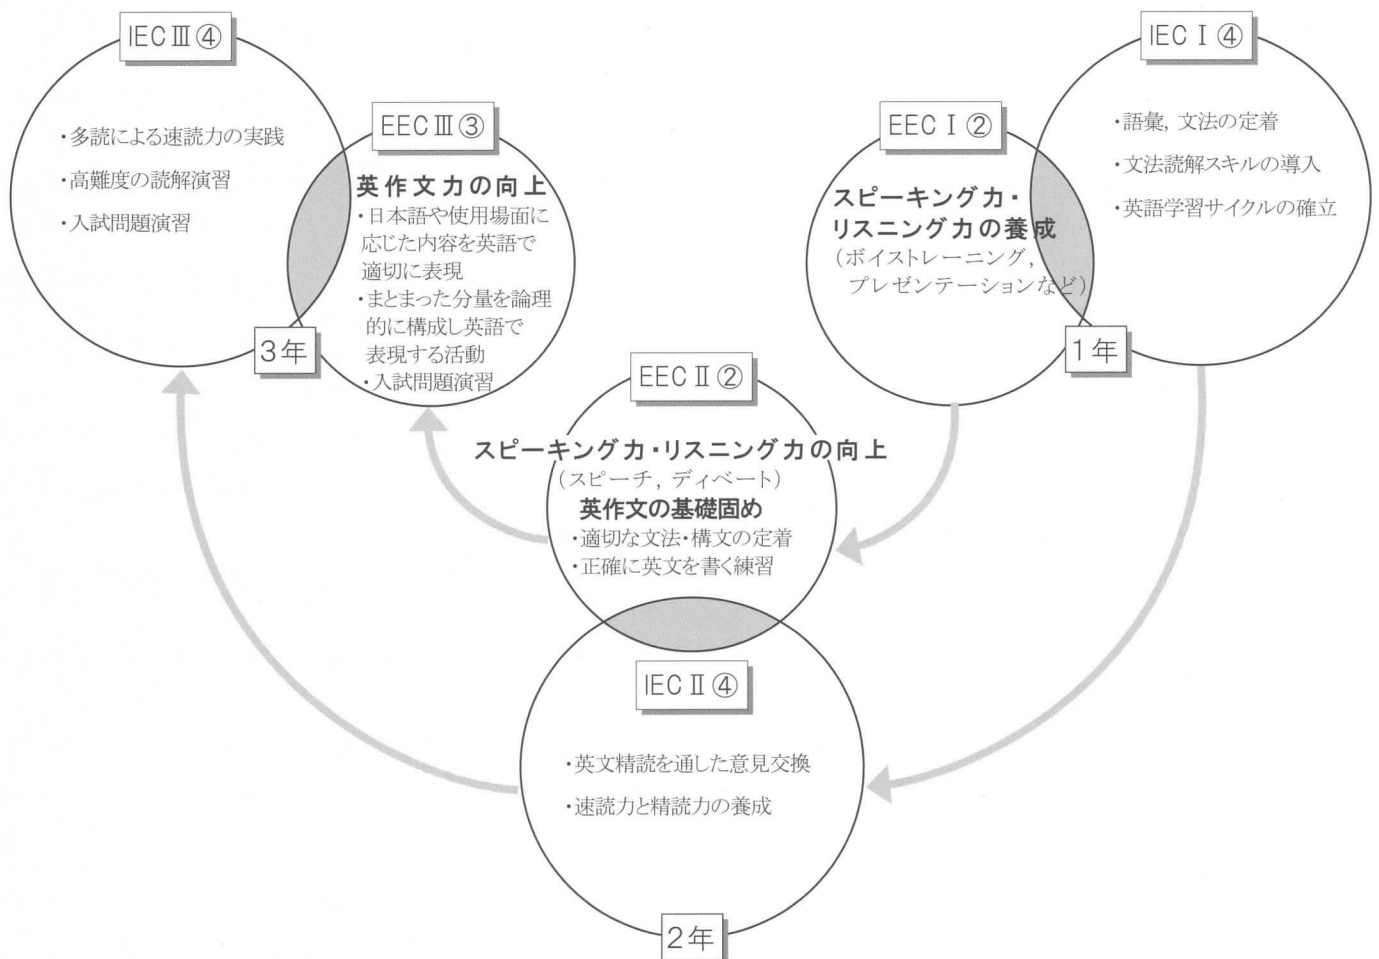 IEC Ⅲ④
・多読による速読力の実践
・高難度の読解演習
・入試問題演習
EEC Ⅲ③
英作文力の向上
・日本語や使用場面に
応じた内容を英語で
適切に表現
・まとまった分量を論理
的に構成し英語で
表現する活動
・入試問題演習
3年
EEC Ⅰ②
スピーキング力・
リスニング力の養成
(ボイストレーニング,
プレゼンテーションなど)
IEC Ⅰ④
・語彙, 文法の定着
・文法読解スキルの導入
・英語学習サイクルの確立
1年
EEC Ⅱ②
スピーキング力・リスニング力の向上
(スピーチ, ディベート)
英作文の基礎固め
・適切な文法・構文の定着
・正確に英文を書く練習
IEC Ⅱ④
・英文精読を通した意見交換
・速読力と精読力の養成
2年